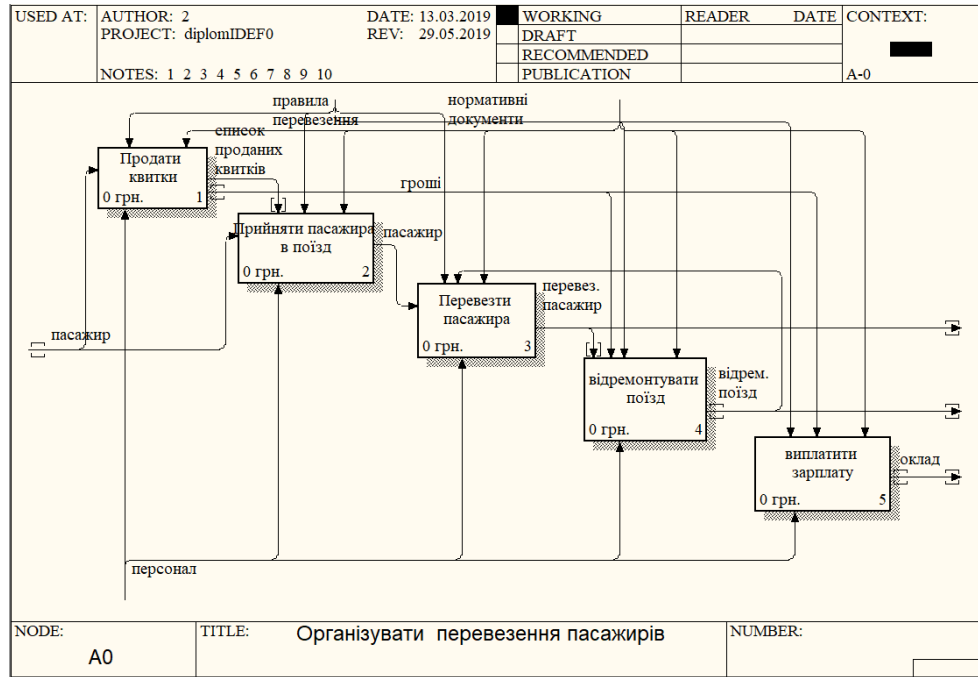 USED AT:
AUTHOR: 2
DATE: 13.03.2019
PROJECT: diplomIDEF0
REV: 29.05.2019
NOTES: 1 2 3 4 5 6 7 8 9 10
WORKING
DRAFT
RECOMMENDED
PUBLICATION
READER
DATE
CONTEXT:
A-0
правила
перевезення
нормативні
документи
список
проданих
квитків
Продати
квитки
0 грн.
1
гроші
Прийняти пасажира
в поїзд
0 грн.
2
пасажир
Перевезти
пасажира
0 грн.
3
перевез.
пасажир
пасажир
відремонтувати
поїзд
0 грн.
4
відрем.
поїзд
виплатити
зарплату
0 грн.
5
оклад
персонал
NODE:
A0
TITLE:
Організувати перевезення пасажирів
NUMBER: